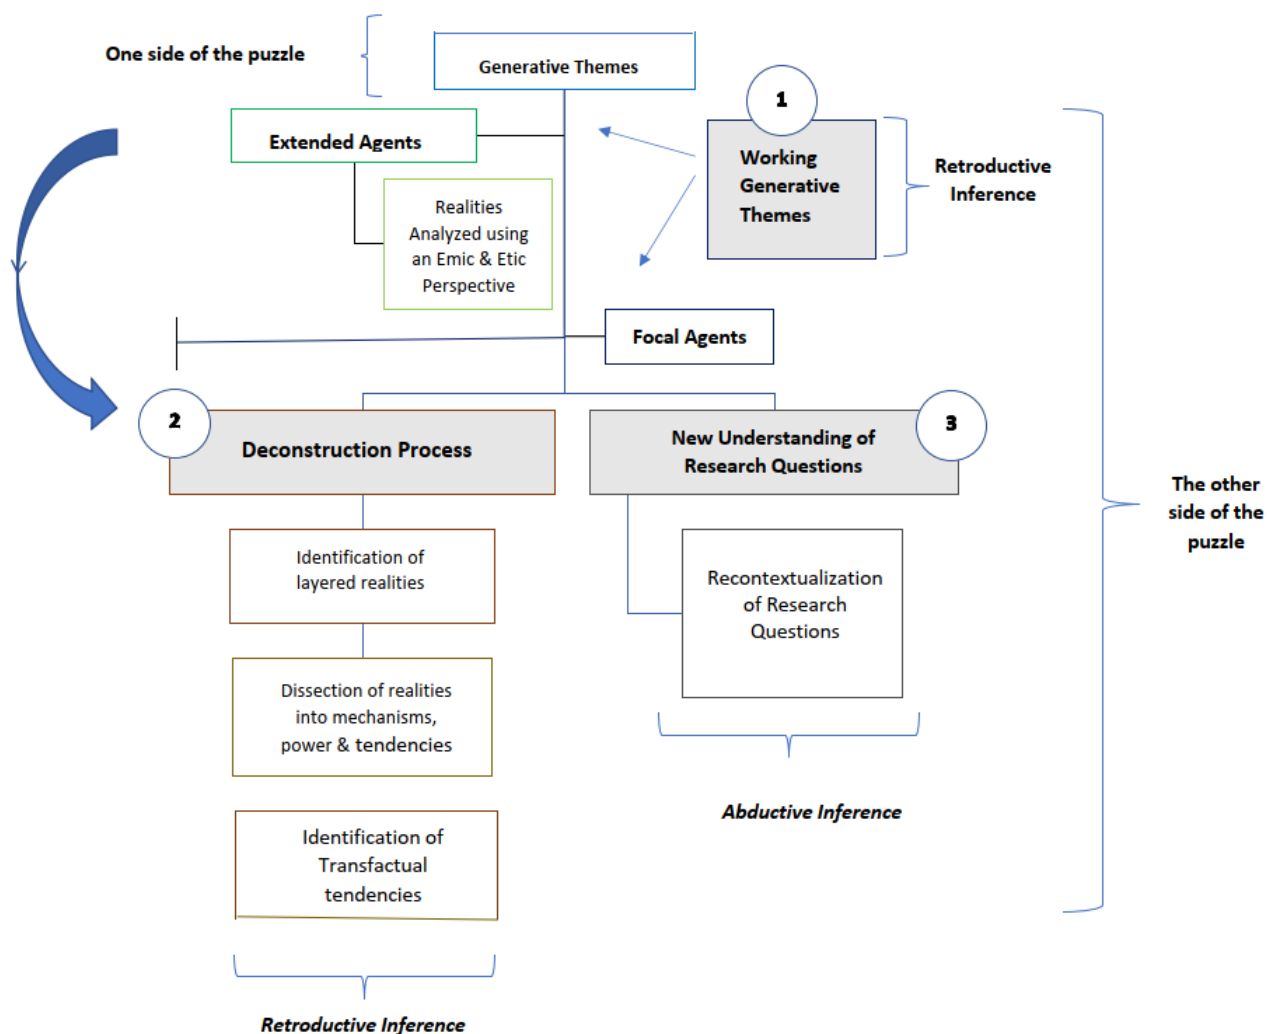 One side of the puzzle
Generative Themes
1
Extended Agents
Working
Generative
Themes
Retroductive
Inference
Realities
Analyzed using
an Emic & Etic
Perspective
Focal Agents
2
Deconstruction Process
New Understanding of
Research Questions
3
The other
side of the
puzzle
Identification of
layered realities
Recontextualization
of Research
Questions
Dissection of realities
into mechanisms,
power & tendencies
Abductive Inference
Identification of
Transfactual
tendencies
Retroductive Inference